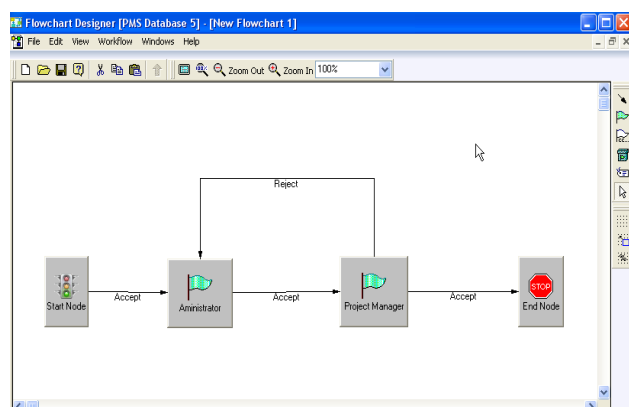 Flowchart Designer [PMS Database 5] - [New Flowchart 1]
File Edit View Workflow Windows Help
Zoom Out Zoom In 100%
Reject
Start Node
Accept
Aministrator
Accept
Project Manager
Accept
STOP
End Node